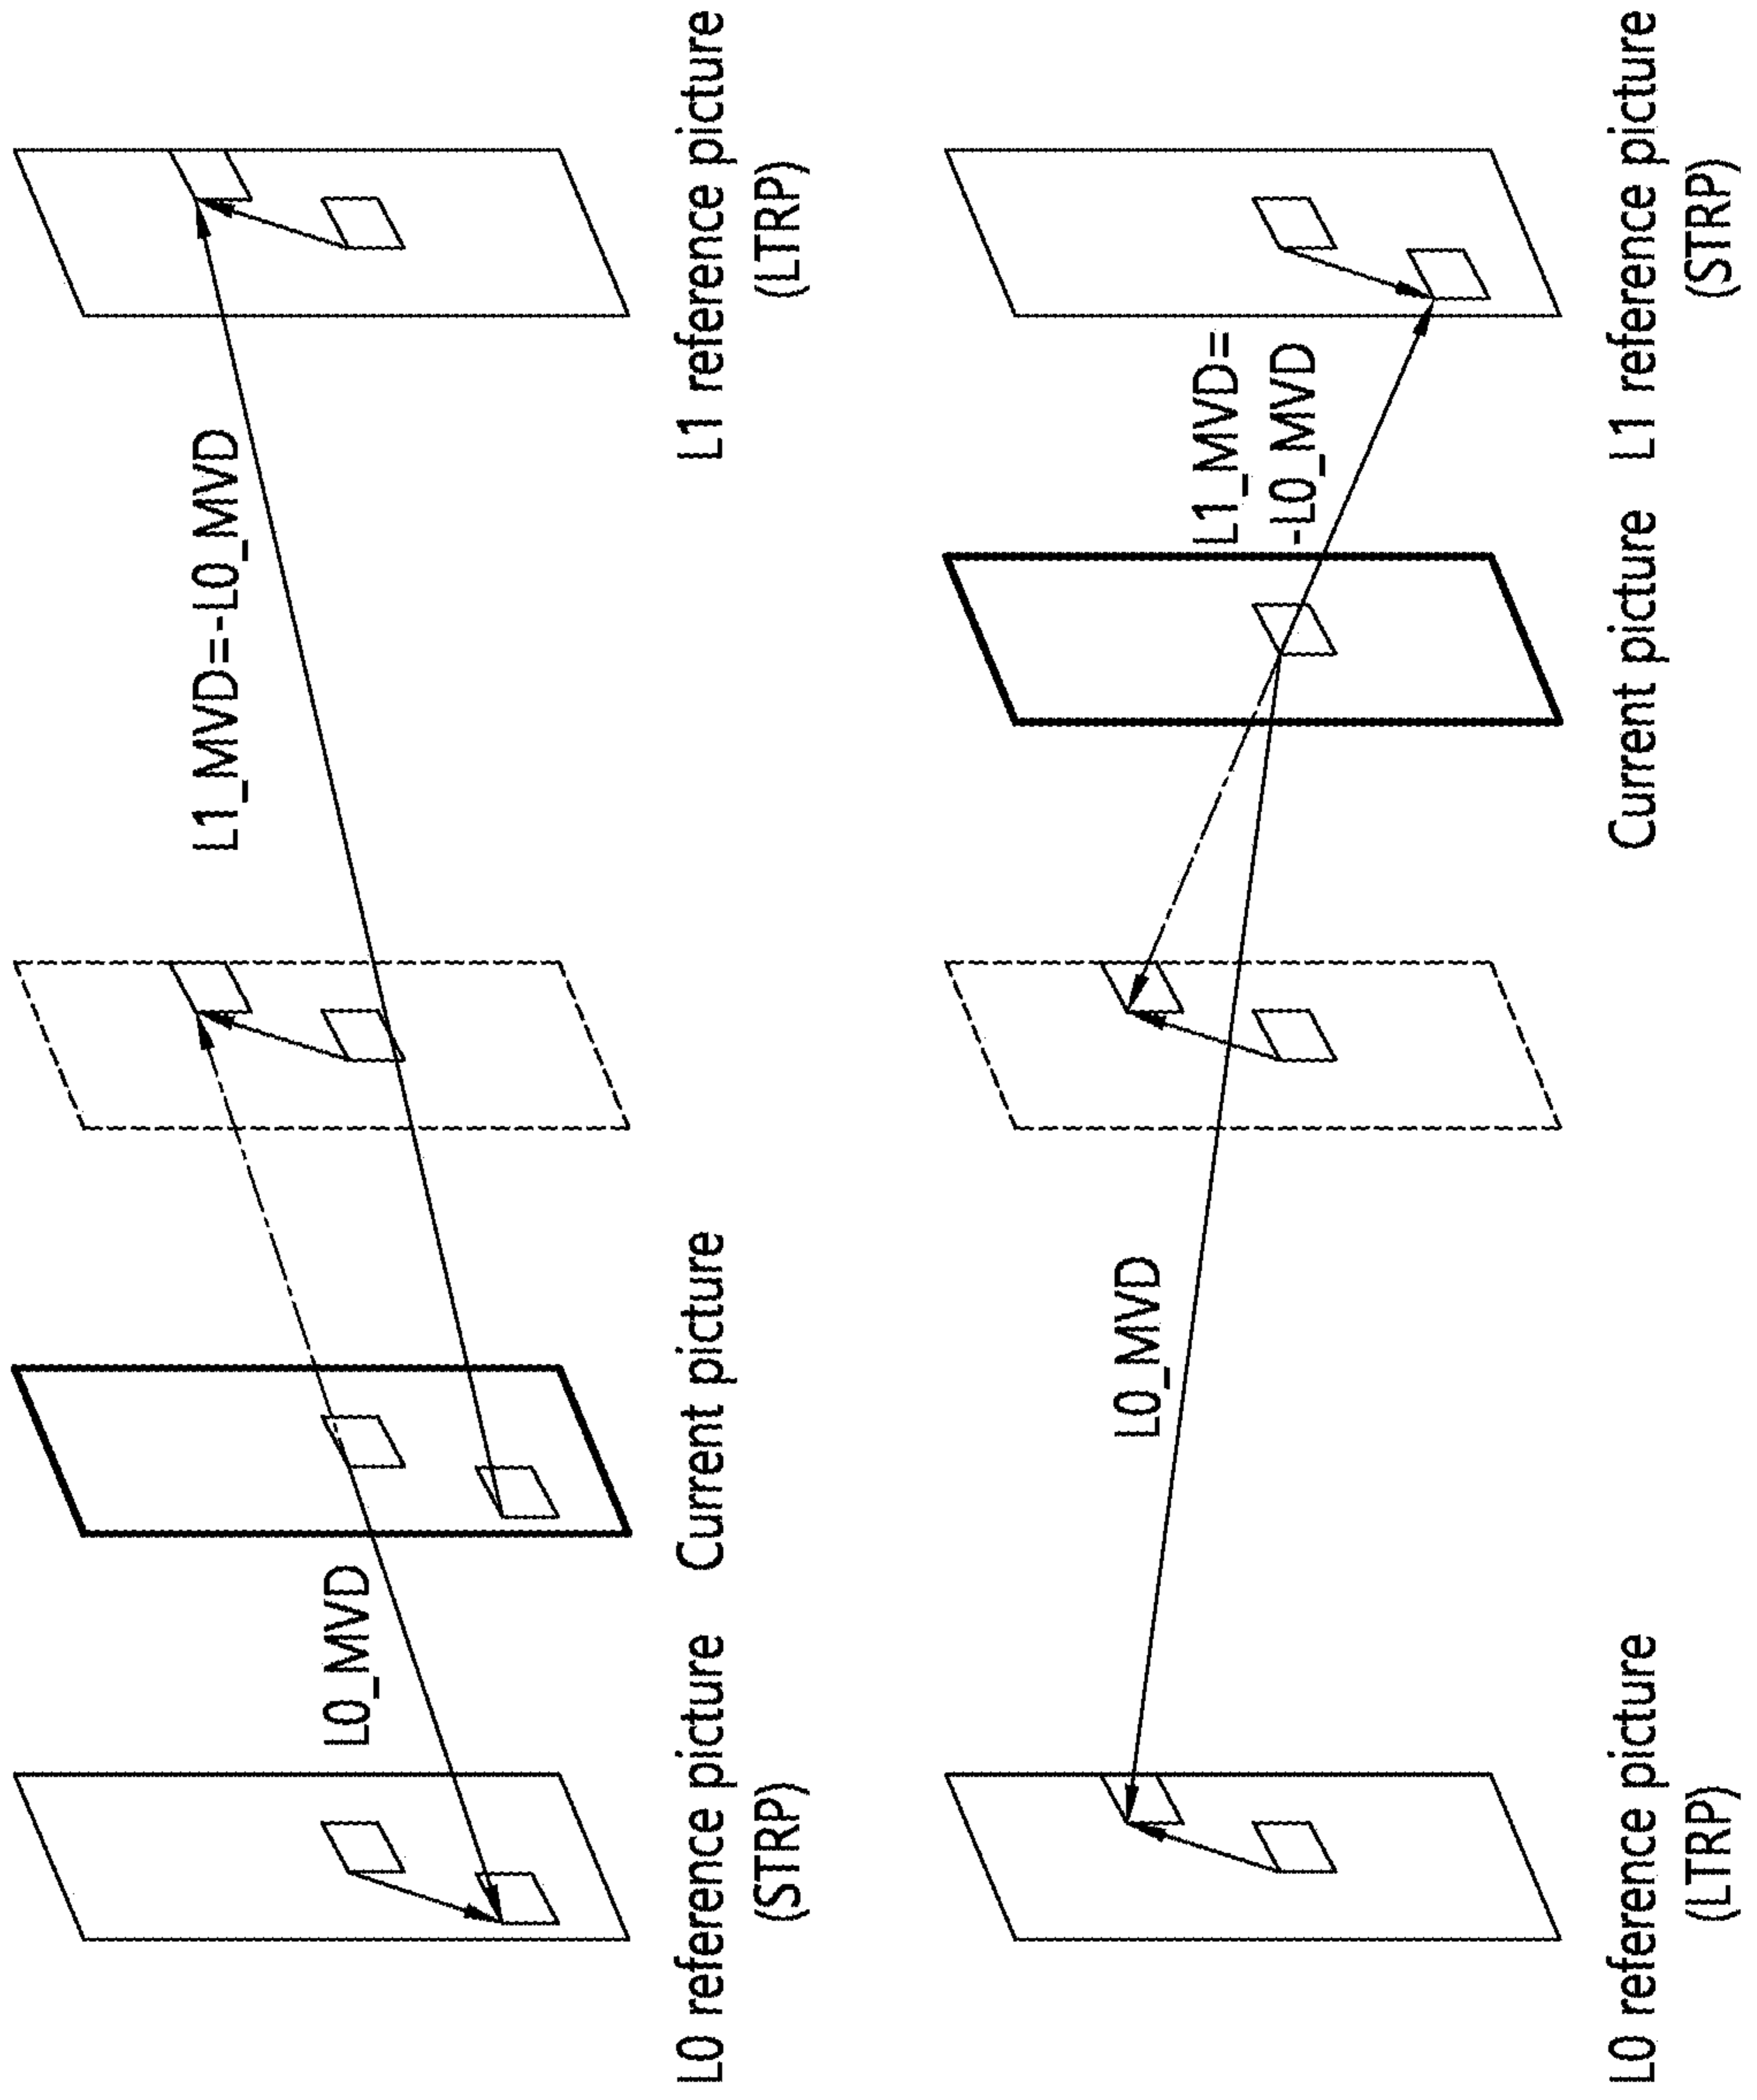 L0_MVD
L1_MVD=-L0_MVD
L0 reference picture
(STRP)
Current picture
L1 reference picture
(LTRP)
L0_MVD
L1_MVD=
-L0_MVD
L0 reference picture
(LTRP)
Current picture
L1 reference picture
(STRP)